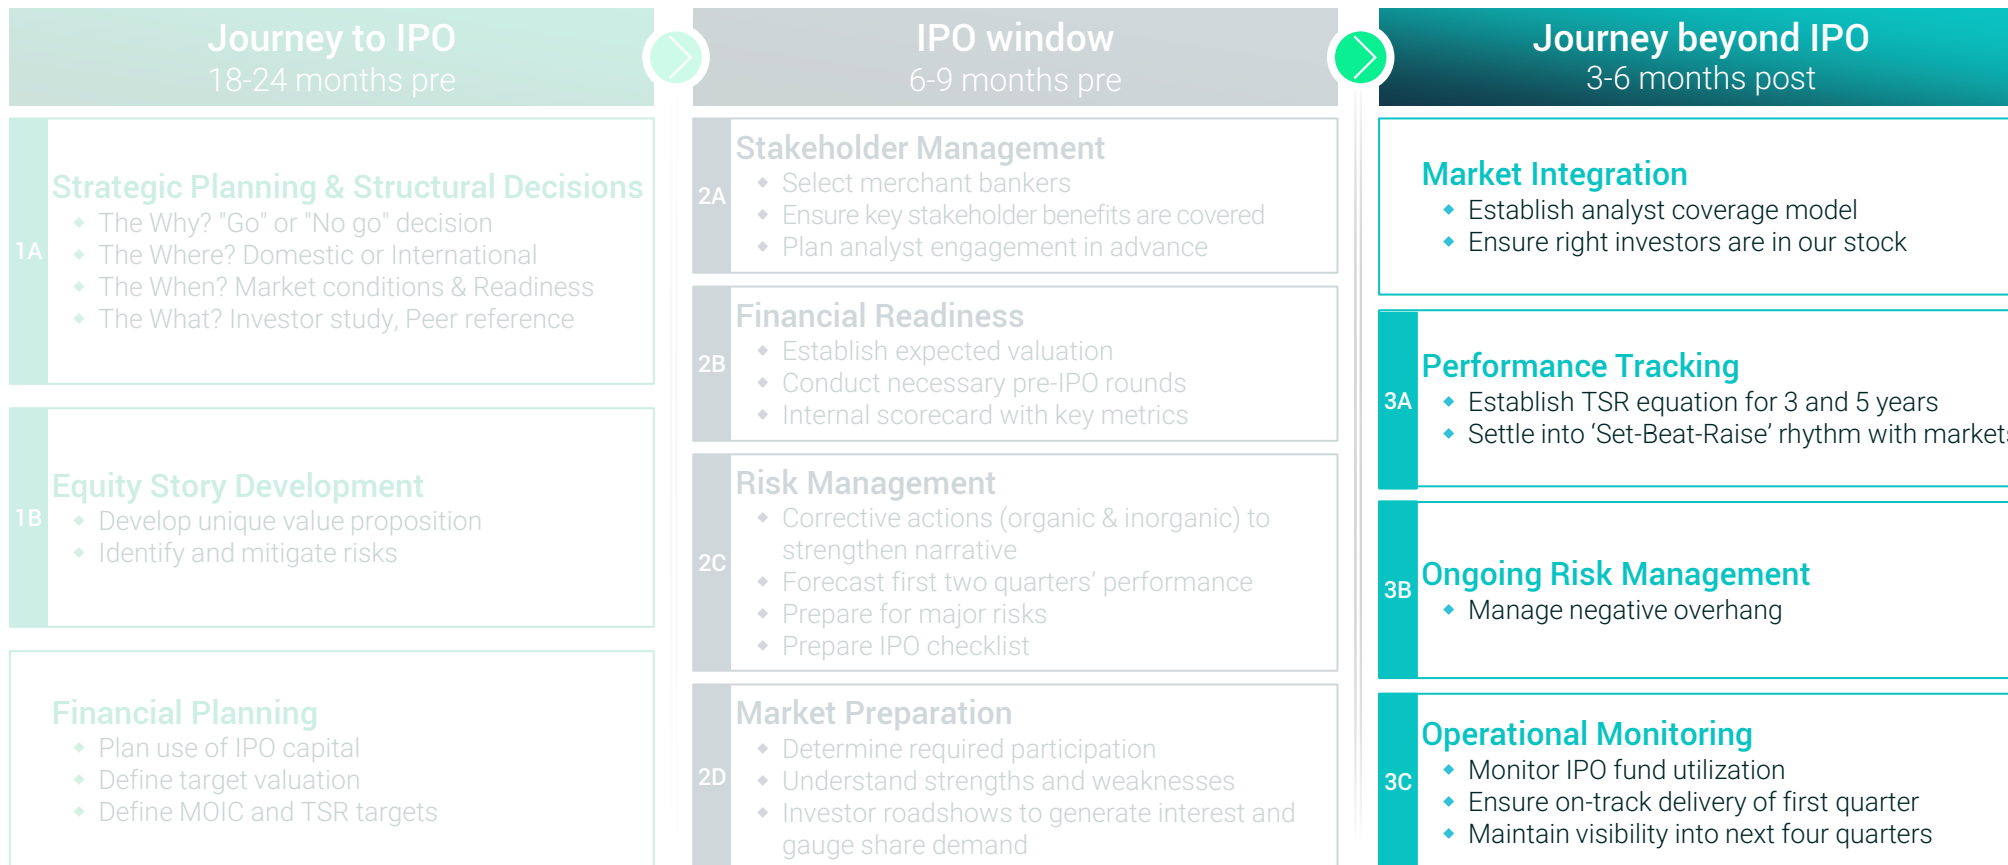 Journey to IPO
18-24 months pre
1A
Strategic Planning & Structural Decisions
The Why? "Go" or "No go" decision
The Where? Domestic or International
The When? Market conditions & Readiness
The What? Investor study, Peer reference
1B
Equity Story Development
Develop unique value proposition
Identify and mitigate risks
Financial Planning
Plan use of IPO capital
Define target valuation
Define MOIC and TSR targets
IPO window
6-9 months pre
2A
Stakeholder Management
Select merchant bankers
Ensure key stakeholder benefits are covered
Plan analyst engagement in advance
2B
Financial Readiness
Establish expected valuation
Conduct necessary pre-IPO rounds
Internal scorecard with key metrics
2C
Risk Management
Corrective actions (organic & inorganic) to
strengthen narrative
Forecast first two quarters’ performance
Prepare for major risks
Prepare IPO checklist
2D
Market Preparation
Determine required participation
Understand strengths and weaknesses
Investor roadshows to generate interest and
gauge share demand
Journey beyond IPO
3-6 months post
Market Integration
Establish analyst coverage model
Ensure right investors are in our stock
3A
Performance Tracking
Establish TSR equation for 3 and 5 years
Settle into ‘Set-Beat-Raise’ rhythm with markets
3B
Ongoing Risk Management
Manage negative overhang
3C
Operational Monitoring
Monitor IPO fund utilization
Ensure on-track delivery of first quarter
Maintain visibility into next four quarters